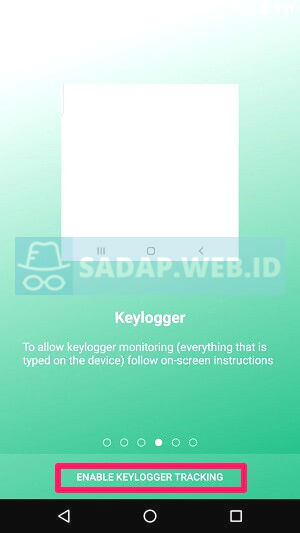 SADAP.WEB.ID
Keylogger
To allow keylogger monitoring (everything that is
typed on the device) follow on-screen instructions
ENABLE KEYLOGGER TRACKING